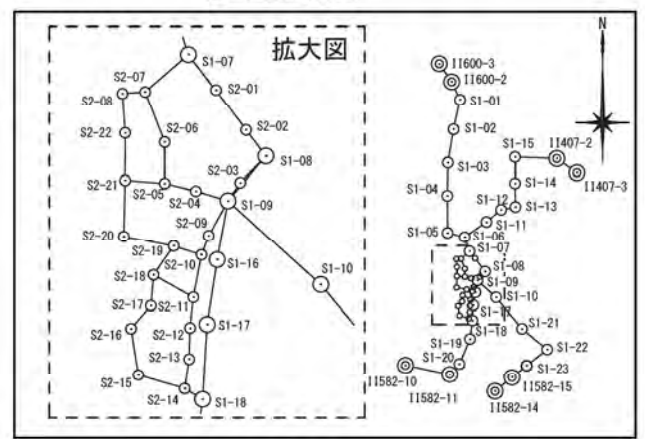 拡大図
S1-07
S2-07
S2-01
S2-08
S2-02
S2-22
S2-06
S1-08
S2-03
S2-21
S2-05
S2-04
S1-09
S2-09
S2-20
S2-19
S2-10
S1-16
S2-18
S1-10
S2-17
S2-11
S2-16
S2-12
S1-17
S2-13
S2-15
S2-14
S1-18
N
II600-3
II600-2
S1-01
S1-02
S1-15
II407-2
S1-03
S1-14
II407-3
S1-04
S1-12
S1-13
S1-11
S1-05
S1-06
S1-07
S1-08
S1-09
S1-10
S1-17
S1-18
S1-21
S1-19
S1-22
S1-20
S1-23
II582-10
II582-11
II582-15
II582-14